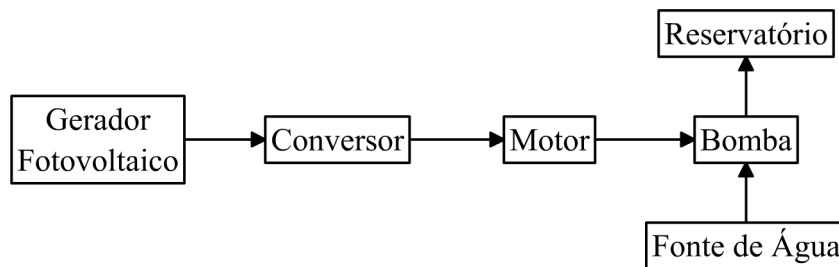 Reservatório
Gerador
Fotovoltaico
Conversor
Motor
Bomba
Fonte de Água